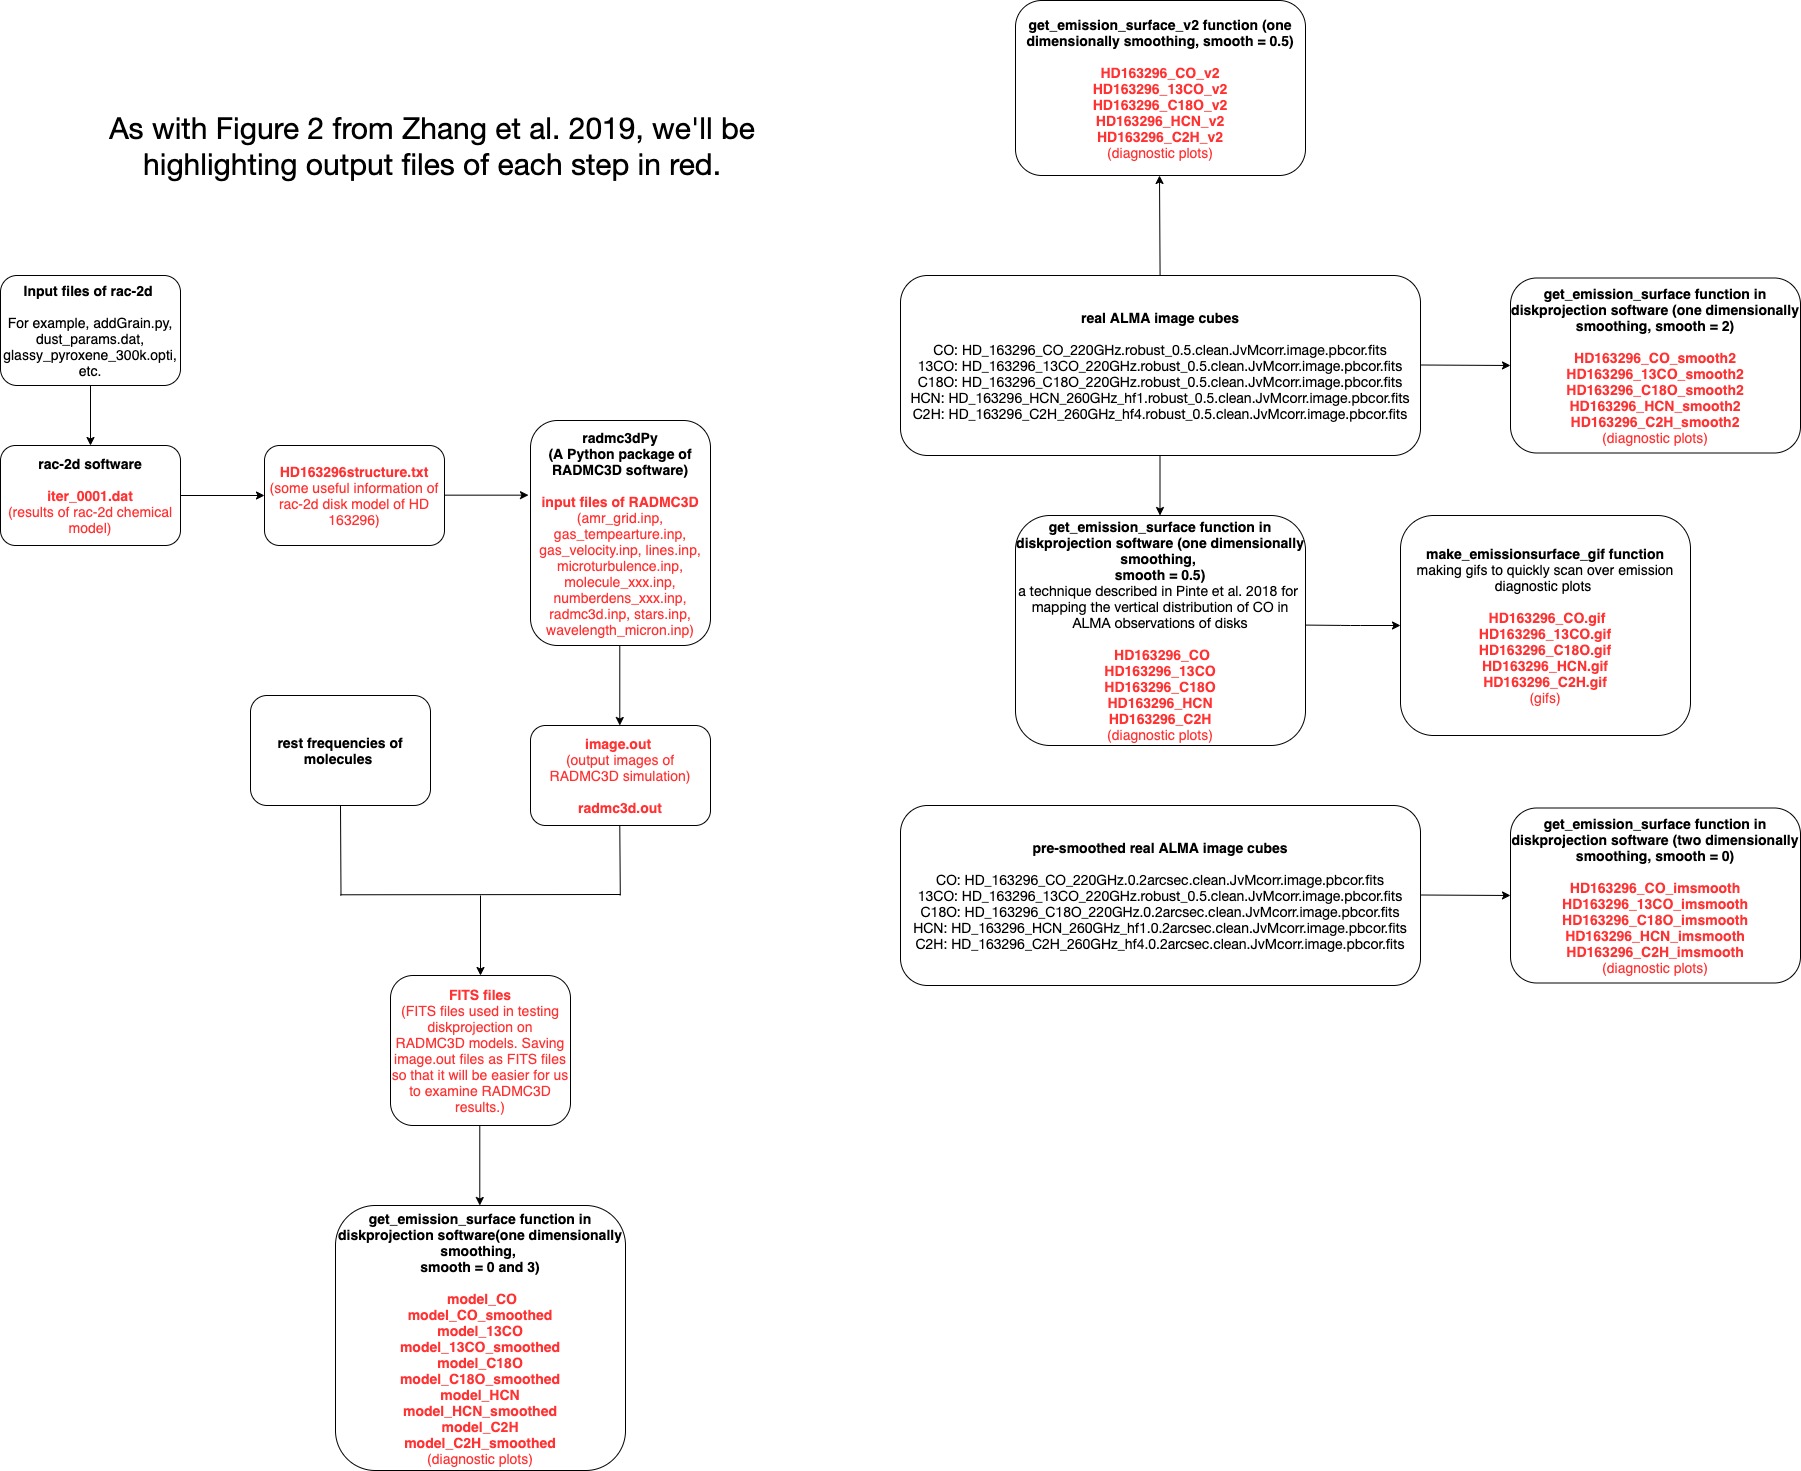 As with Figure 2 from Zhang et al. 2019, we'll be
highlighting output files of each step in red.
Input files of rac-2d
For example, addGrain.py,
dust_params.dat,
glassy_pyroxene_300k.opti,
etc.
rac-2d software
iter_0001.dat
(results of rac-2d chemical
model)
HD163296structure.txt
(some useful information of
rac-2d disk model of HD
163296)
radmc3dPy
(A Python package of
RADMC3D software)
input files of RADMC3D
(amr_grid.inp,
gas_tempearture.inp,
gas_velocity.inp, lines.inp,
microturbulence.inp,
molecule_xxx.inp,
numberdens_xxx.inp,
radmc3d.inp, stars.inp,
wavelength_micron.inp)
rest frequencies of
molecules
image.out
(output images of
RADMC3D simulation)
radmc3d.out
FITS files
(FITS files used in testing
diskprojection on
RADMC3D models. Saving
image.out files as FITS files
so that it will be easier for us
to examine RADMC3D
results.)
get_emission_surface function in
diskprojection software(one dimensionally
smoothing,
smooth = 0 and 3)
model_CO
model_CO_smoothed
model_13CO
model_13CO_smoothed
model_C18O
model_C18O_smoothed
model_HCN
model_HCN_smoothed
model_C2H
model_C2H_smoothed
(diagnostic plots)
get_emission_surface_v2 function (one
dimensionally smoothing, smooth = 0.5)
HD163296_CO_v2
HD163296_13CO_v2
HD163296_C18O_v2
HD163296_HCN_v2
HD163296_C2H_v2
(diagnostic plots)
real ALMA image cubes
CO: HD_163296_CO_220GHz.robust_0.5.clean.JvMcorr.image.pbcor.fits
13CO: HD_163296_13CO_220GHz.robust_0.5.clean.JvMcorr.image.pbcor.fits
C18O: HD_163296_C18O_220GHz.robust_0.5.clean.JvMcorr.image.pbcor.fits
HCN: HD_163296_HCN_260GHz_hf1.robust_0.5.clean.JvMcorr.image.pbcor.fits
C2H: HD_163296_C2H_260GHz_hf4.robust_0.5.clean.JvMcorr.image.pbcor.fits
get_emission_surface function in
diskprojection software (one dimensionally
smoothing, smooth = 2)
HD163296_CO_smooth2
HD163296_13CO_smooth2
HD163296_C18O_smooth2
HD163296_HCN_smooth2
HD163296_C2H_smooth2
(diagnostic plots)
get_emission_surface function in
diskprojection software (one dimensionally
smoothing,
smooth = 0.5)
a technique described in Pinte et al. 2018 for
mapping the vertical distribution of CO in
ALMA observations of disks
HD163296_CO
HD163296_13CO
HD163296_C18O
HD163296_HCN
HD163296_C2H
(diagnostic plots)
make_emissionsurface_gif function
making gifs to quickly scan over emission
diagnostic plots
HD163296_CO.gif
HD163296_13CO.gif
HD163296_C18O.gif
HD163296_HCN.gif
HD163296_C2H.gif
(gifs)
pre-smoothed real ALMA image cubes
CO: HD_163296_CO_220GHz.0.2arcsec.clean.JvMcorr.image.pbcor.fits
13CO: HD_163296_13CO_220GHz.robust_0.5.clean.JvMcorr.image.pbcor.fits
C18O: HD_163296_C18O_220GHz.0.2arcsec.clean.JvMcorr.image.pbcor.fits
HCN: HD_163296_HCN_260GHz_hf1.0.2arcsec.clean.JvMcorr.image.pbcor.fits
C2H: HD_163296_C2H_260GHz_hf4.0.2arcsec.clean.JvMcorr.image.pbcor.fits
get_emission_surface function in
diskprojection software (two dimensionally
smoothing, smooth = 0)
HD163296_CO_imsmooth
HD163296_13CO_imsmooth
HD163296_C18O_imsmooth
HD163296_HCN_imsmooth
HD163296_C2H_imsmooth
(diagnostic plots)